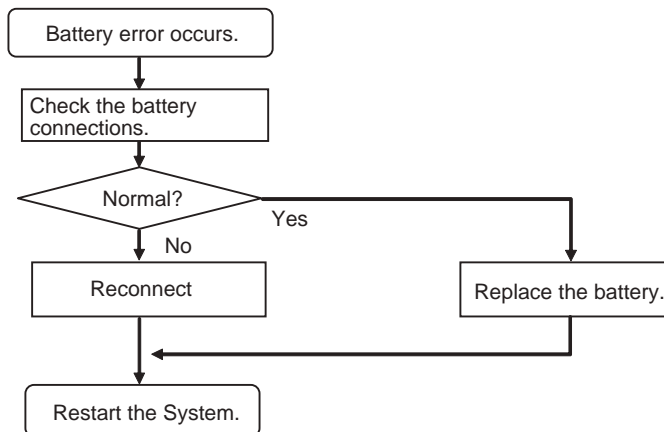 Battery error occurs.
Check the battery
connections.
Normal?
Yes
No
Reconnect
Replace the battery.
Restart the System.